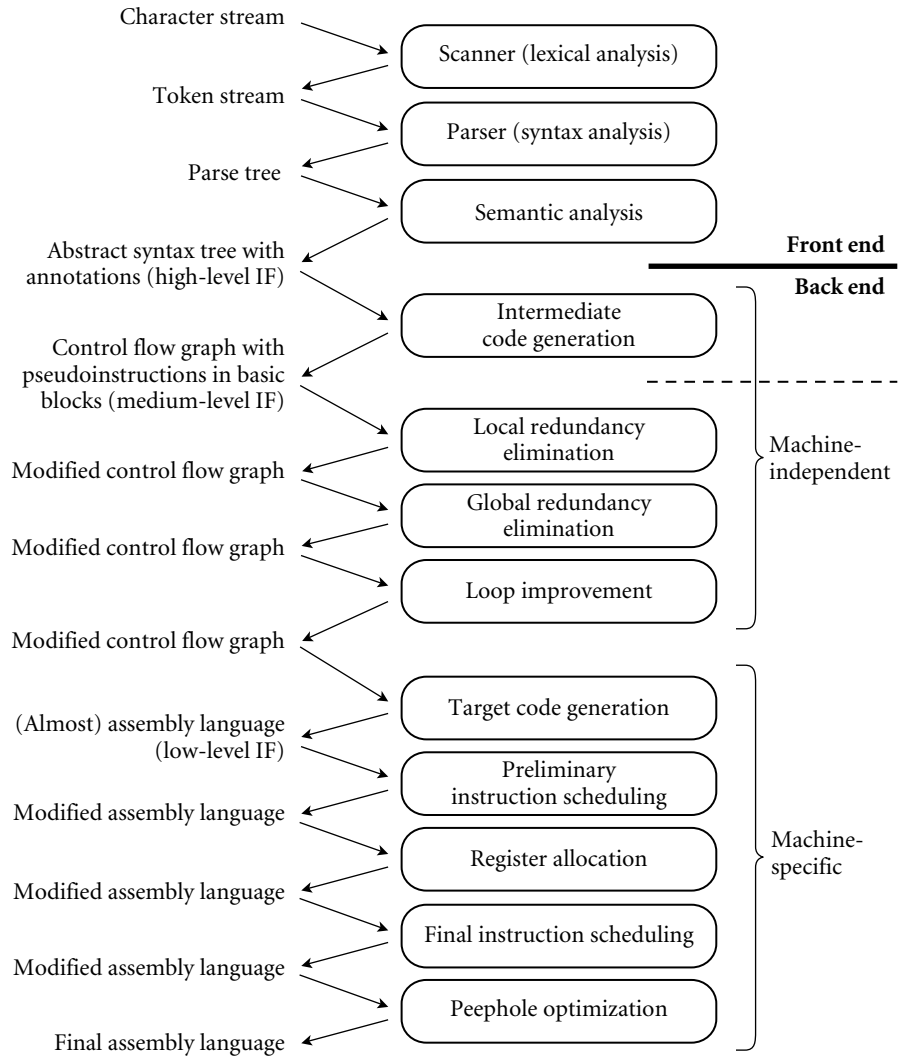 Character stream
Scanner (lexical analysis)
Token stream
Parser (syntax analysis)
Parse tree
Semantic analysis
Abstract syntax tree with
annotations (high-level IF)
Front end
Back end
Intermediate
code generation
Control flow graph with
pseudoinstructions in basic
blocks (medium-level IF)
Local redundancy
elimination
Machine-
independent
Modified control flow graph
Global redundancy
elimination
Modified control flow graph
Loop improvement
Modified control flow graph
Target code generation
(Almost) assembly language
(low-level IF)
Preliminary
instruction scheduling
Modified assembly language
Register allocation
Machine-
specific
Modified assembly language
Final instruction scheduling
Modified assembly language
Peephole optimization
Final assembly language